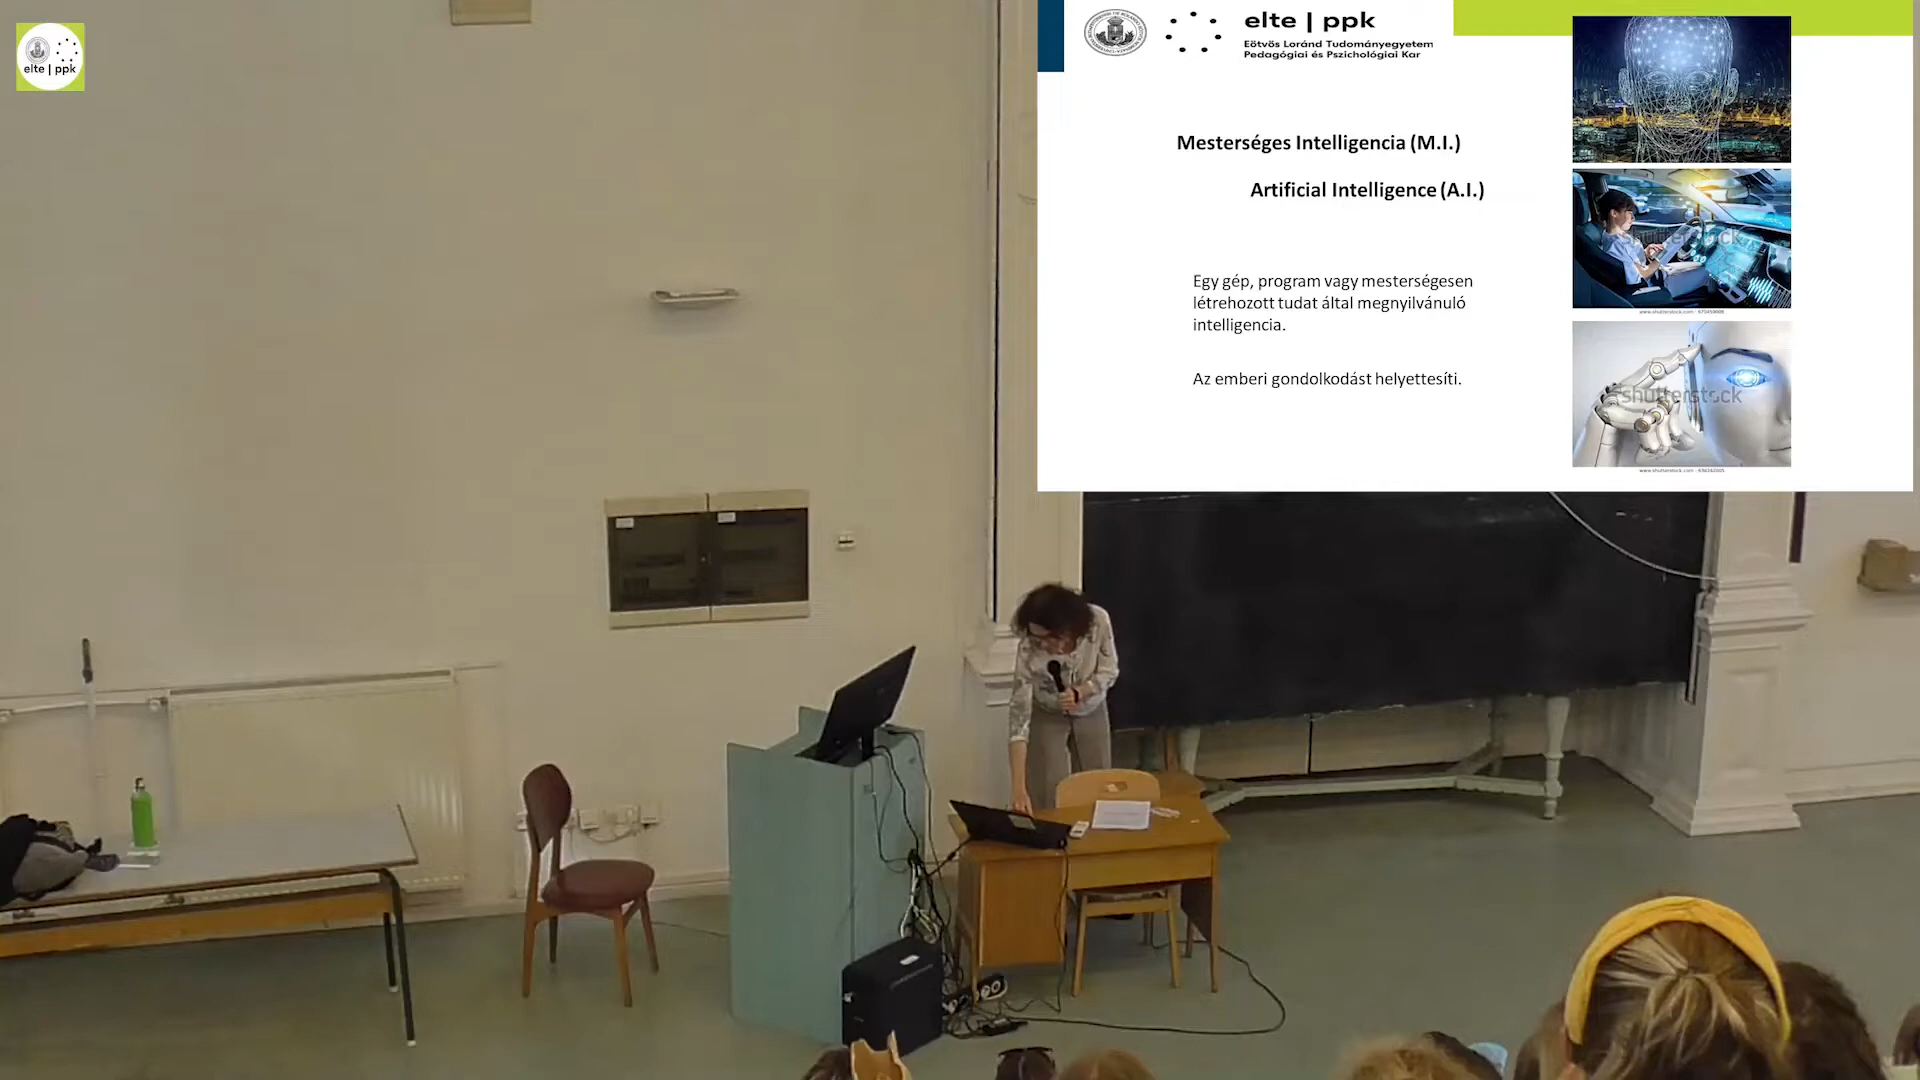 elte | ppk
elte | ppk
Eötvös Loránd Tudományegyetem
Pedagógiai és Pszichológiai Kar
Mesterséges Intelligencia (M.I.)
Artificial Intelligence (A.I.)
Egy gép, program vagy mesterségesen
létrehozott tudat által megnyilvánuló
intelligencia.
Az emberi gondolkodást helyettesíti.
shutterstock
shutterstock